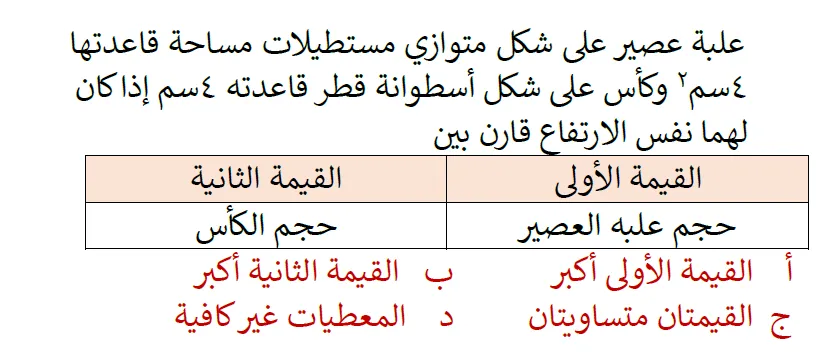 علبة عصير على شكل متوازي مستطيلات مساحة قاعدتها
٤سم٢ وكأس على شكل أسطوانة قطر قاعدته ٤سم إذا كان
لهما نفس الارتفاع قارن بين
القيمة الأولى القيمة الثانية
حجم علبه العصير حجم الكأس
أ القيمة الأولى أكبر ب القيمة الثانية أكبر
ج القيمتان متساويتان د المعطيات غير كافية